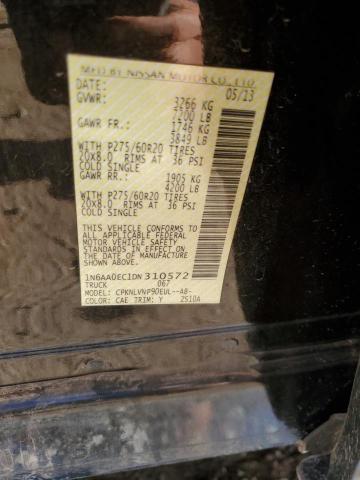 MFD BY NISSAN MOTOR CO., LTD.
DATE: 05/13
GVWR: 3266 KG
7200 LB
GAWR FR.: 1746 KG
3849 LB
WITH P275/60R20 TIRES
20X8.0 RIMS AT 36 PSI
COLD SINGLE
GAWR RR.: 1905 KG
4200 LB
WITH P275/60R20 TIRES
20X8.0 RIMS AT 36 PSI
COLD SINGLE
THIS VEHICLE CONFORMS TO
ALL APPLICABLE FEDERAL
MOTOR VEHICLE SAFETY AND
THEFT PREVENTION
STANDARDS IN EFFECT ON
THE DATE OF MANUFACTURE
SHOWN ABOVE.
1N6AA0EC1DN310572
TRUCK 067
MODEL: CPKNLVNP90EUL--A8-
COLOR: CAE TRIM: Y 2510A